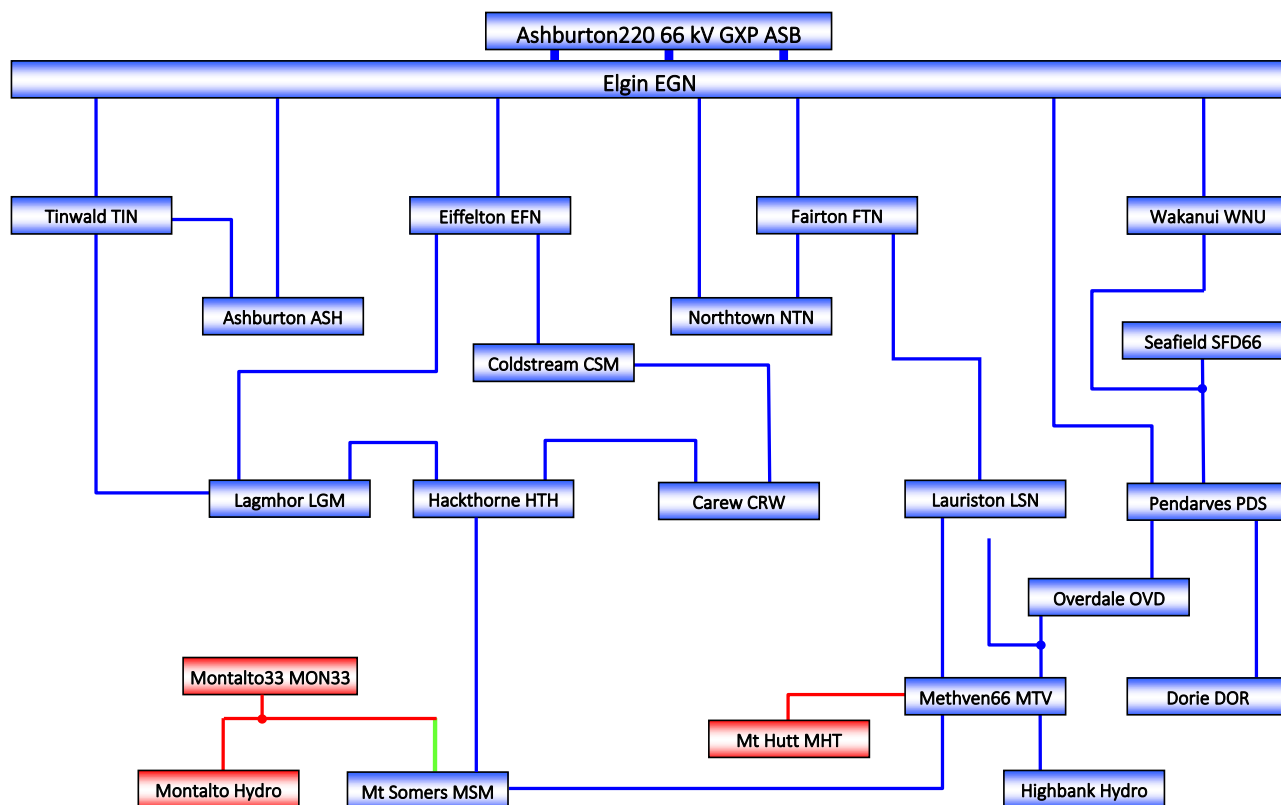 Ashburton220 66 kV GXP ASB
Elgin EGN
Tinwald TIN
Eiffelton EFN
Fairton FTN
Wakanui WNU
Ashburton ASH
Northtown NTN
Seafield SFD66
Coldstream CSM
Lagmhor LGM
Hackthorne HTH
Carew CRW
Lauriston LSN
Pendarves PDS
Overdale OVD
Montalto33 MON33
Methven66 MTV
Dorie DOR
Mt Hutt MHT
Montalto Hydro
Mt Somers MSM
Highbank Hydro